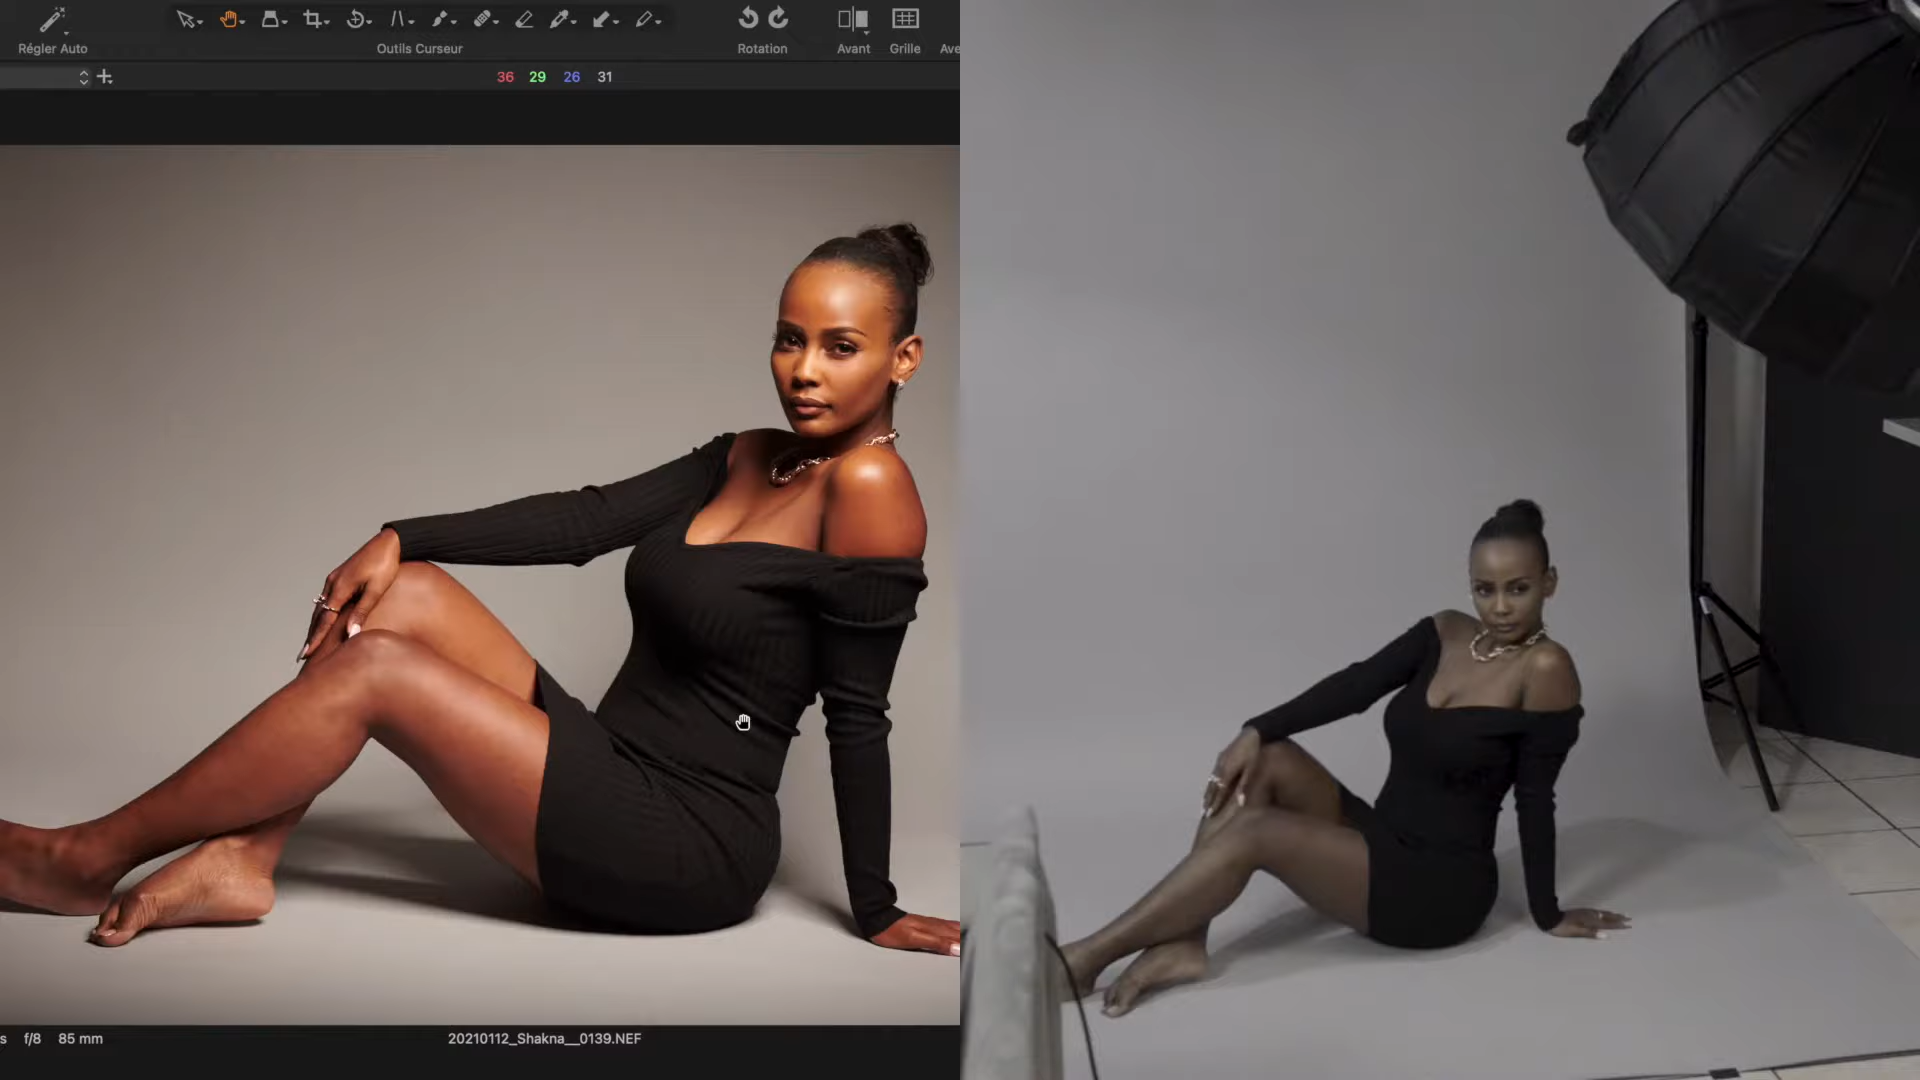 Régler Auto
Outils Curseur
Rotation
Avant
Grille
36 29 26 31
f/8 85 mm
20210112_Shakna__0139.NEF